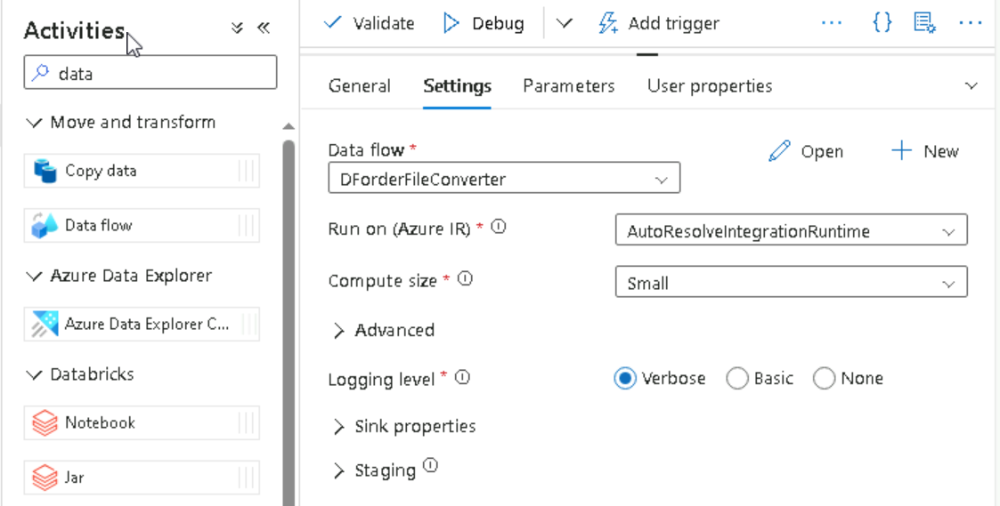 Activities
data
Move and transform
Copy data
Data flow
Azure Data Explorer
Azure Data Explorer C...
Databricks
Notebook
Jar
Validate Debug Add trigger
General Settings Parameters User properties
Data flow *
Open New
DForderFileConverter
Run on (Azure IR) * AutoResolveIntegrationRuntime
Compute size * Small
Advanced
Logging level * Verbose Basic None
Sink properties
Staging